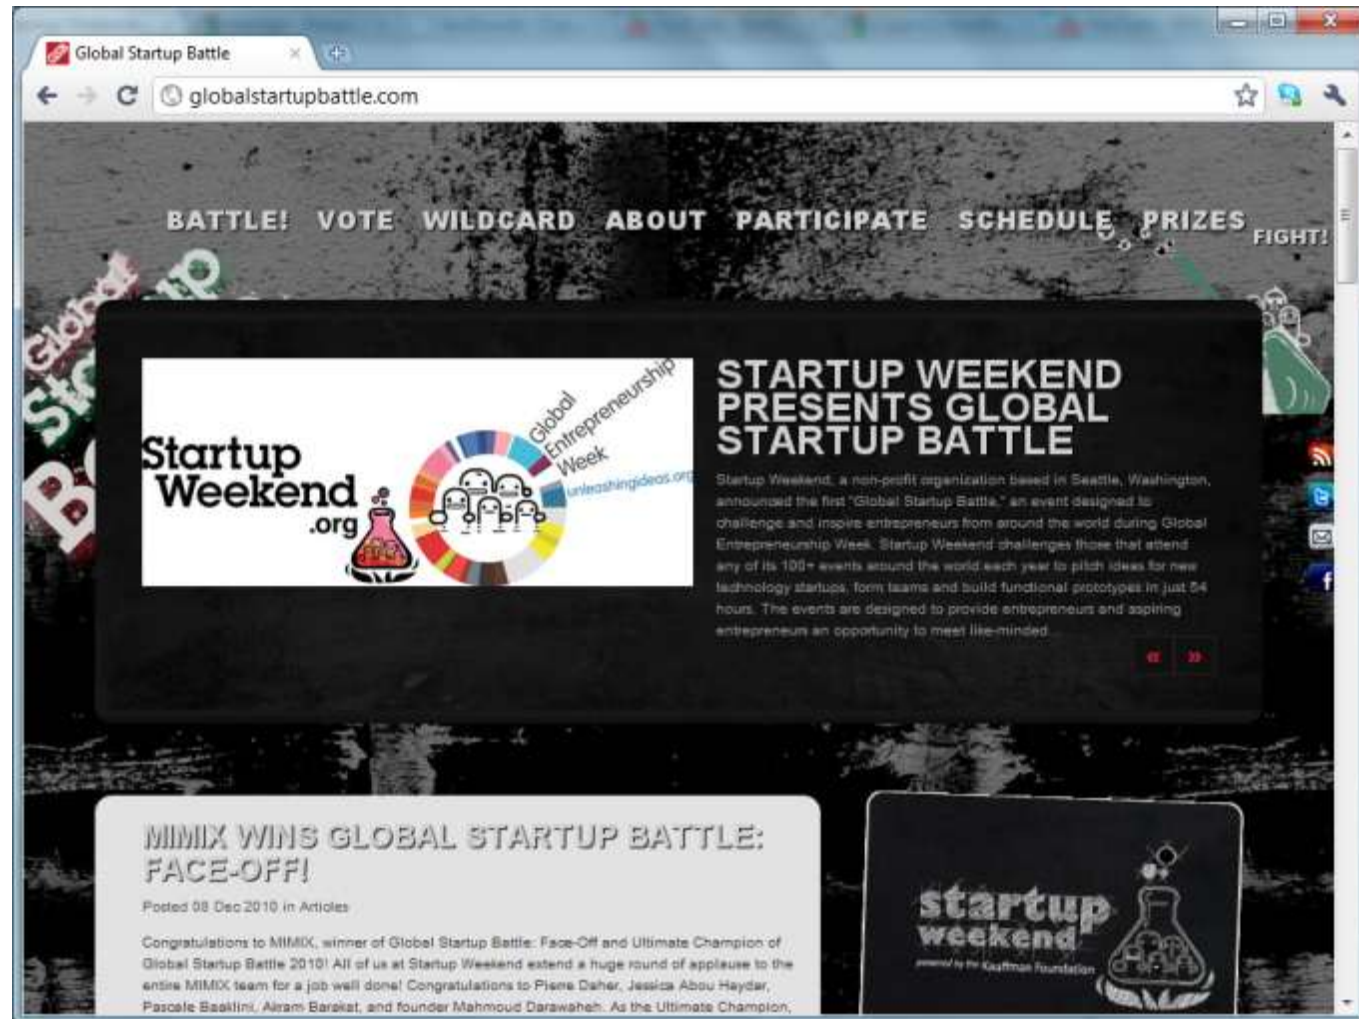 Global Startup Battle
globalstartupbattle.com
BATTLE! VOTE WILDCARD ABOUT PARTICIPATE SCHEDULE PRIZES FIGHT!
Global
Startup
Startup
Weekend
.org
Global
Entrepreneurship
Week
unleashingideas.org
STARTUP WEEKEND
PRESENTS GLOBAL
STARTUP BATTLE
Startup Weekend, a non-profit organization based in Seattle, Washington,
announced the first "Global Startup Battle," an event designed to
challenge and inspire entrepreneurs from around the world during Global
Entrepreneurship Week. Startup Weekend challenges those that attend
any of its 100+ events around the world each year to pitch ideas for new
technology startups, form teams and build functional prototypes in just 54
hours. The events are designed to provide entrepreneurs and aspiring
entrepreneurs an opportunity to meet like-minded
« »
MIMIX WINS GLOBAL STARTUP BATTLE:
FACE-OFF!
Posted 08 Dec 2010 in Articles
Congratulations to MIMIX, winner of Global Startup Battle: Face-Off and Ultimate Champion of
Global Startup Battle 2010! All of us at Startup Weekend extend a huge round of applause to the
entire MIMIX team for a job well done! Congratulations to Pierre Daher, Jessica Abou Haydar,
Pascale Baaklini, Akram Barakat, and founder Mahmoud Darawaheh. As the Ultimate Champion,
startup
weekend
powered by the Kauffman Foundation